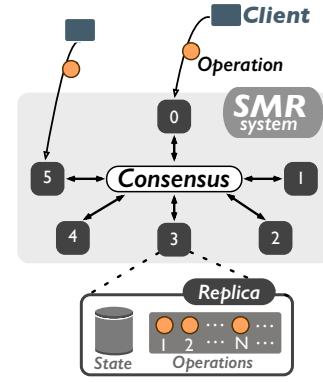 Client
Operation
SMR
system
0
5
Consensus
1
4
3
2
Replica
1 2 ··· N ···
State
Operations